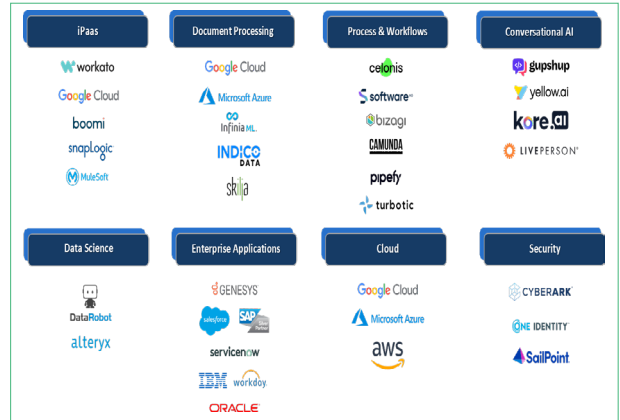 iPaas
Document Processing
Process & Workflows
Conversational AI
workato
Google Cloud
boomi
snapLogic
MuleSoft
Google Cloud
Microsoft Azure
Infinia ML.
INDICO
DATA
skilja
celonis
software AG
bizagi
CAMUNDA
pipefy
turbotic
gupshup
yellow.ai
kore.ai
LIVEPERSON
Data Science
Enterprise Applications
Cloud
Security
DataRobot
alteryx
GENESYS
salesforce SAP
servicenow
IBM workday
ORACLE
Google Cloud
Microsoft Azure
aws
CYBERARK
ONE IDENTITY
SailPoint